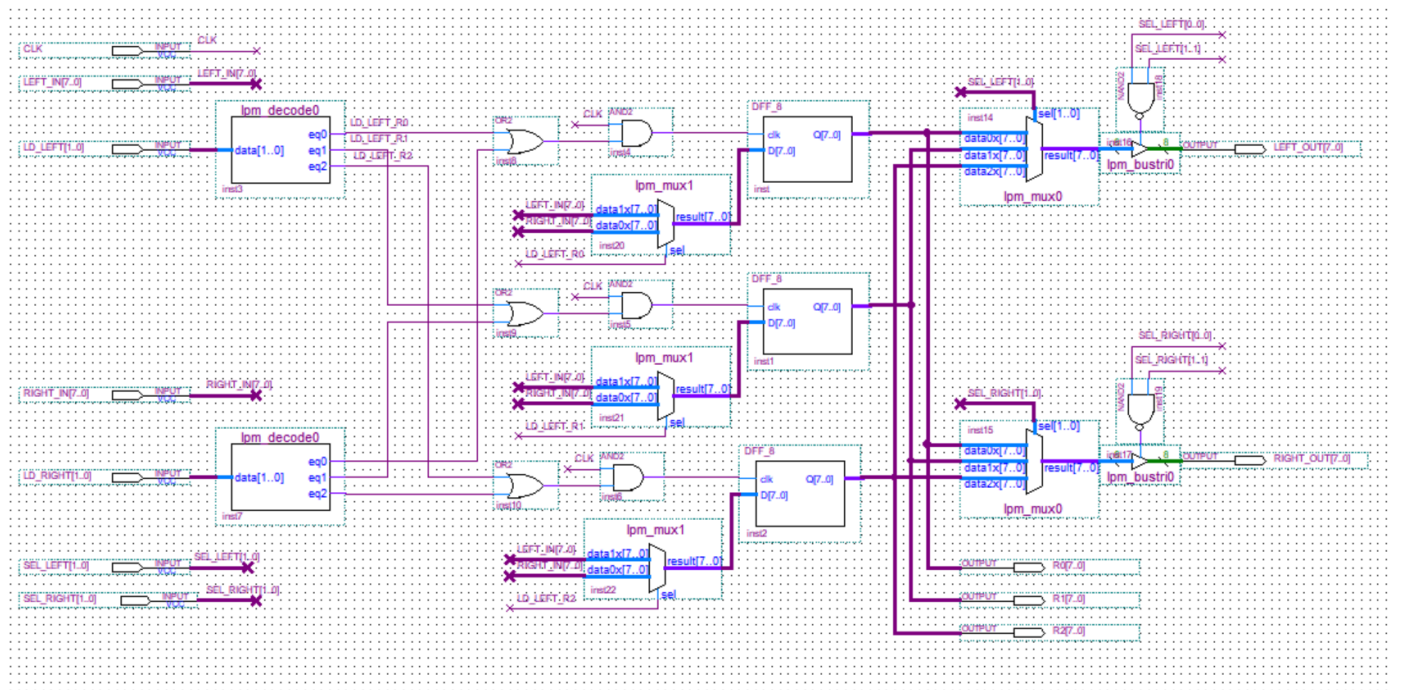 SEL_LEFT[0..0]
CLK
INPUT
VCC
CLK
SEL_LEFT[1..1]
LEFT_IN[7..0]
INPUT
VCC
LEFT_IN[7..0]
SEL_LEFT[1..0]
NAND2
inst18
lpm_decode0
LD_LEFT_R0
LD_LEFT_R1
LD_LEFT_R2
OR2
CLK
AND2
DFF_8
inst14
sel[1..0]
LD_LEFT[1..0]
INPUT
VCC
data[1..0]
eq0
eq1
eq2
inst3
inst8
inst4
clk
Q[7..0]
D[7..0]
inst
data0x[7..0]
data1x[7..0]
data2x[7..0]
result[7..0]
lpm_mux0
inst16
8
lpm_bustri0
OUTPUT
LEFT_OUT[7..0]
lpm_mux1
LEFT_IN[7..0]
RIGHT_IN[7..0]
data1x[7..0]
data0x[7..0]
result[7..0]
inst20
sel
LD_LEFT_R0
OR2
CLK
AND2
DFF_8
inst9
inst5
clk
Q[7..0]
D[7..0]
inst1
SEL_RIGHT[0..0]
SEL_RIGHT[1..1]
lpm_mux1
LEFT_IN[7..0]
RIGHT_IN[7..0]
data1x[7..0]
data0x[7..0]
result[7..0]
inst21
sel
LD_LEFT_R1
RIGHT_IN[7..0]
INPUT
VCC
RIGHT_IN[7..0]
SEL_RIGHT[1..0]
NAND2
inst19
lpm_decode0
LD_RIGHT[1..0]
INPUT
VCC
data[1..0]
eq0
eq1
eq2
inst7
OR2
CLK
AND2
DFF_8
inst10
inst6
clk
Q[7..0]
D[7..0]
inst2
inst15
sel[1..0]
data0x[7..0]
data1x[7..0]
data2x[7..0]
result[7..0]
lpm_mux0
inst17
8
lpm_bustri0
OUTPUT
RIGHT_OUT[7..0]
lpm_mux1
LEFT_IN[7..0]
RIGHT_IN[7..0]
data1x[7..0]
data0x[7..0]
result[7..0]
inst22
sel
LD_LEFT_R2
SEL_LEFT[1..0]
INPUT
VCC
SEL_LEFT[1..0]
SEL_RIGHT[1..0]
INPUT
VCC
SEL_RIGHT[1..0]
OUTPUT
R0[7..0]
OUTPUT
R1[7..0]
OUTPUT
R2[7..0]